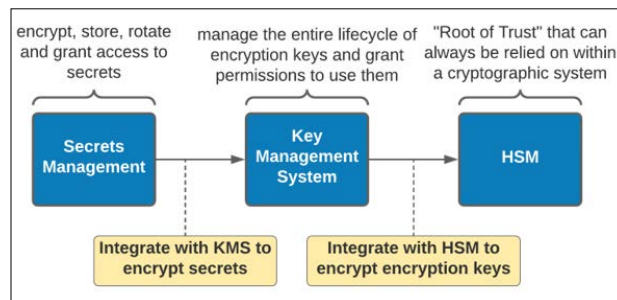 encrypt, store, rotate
and grant access to
secrets
manage the entire lifecycle of
encryption keys and grant
permissions to use them
"Root of Trust" that can
always be relied on within
a cryptographic system
Secrets
Management
Key
Management
System
HSM
Integrate with KMS to
encrypt secrets
Integrate with HSM to
encrypt encryption keys